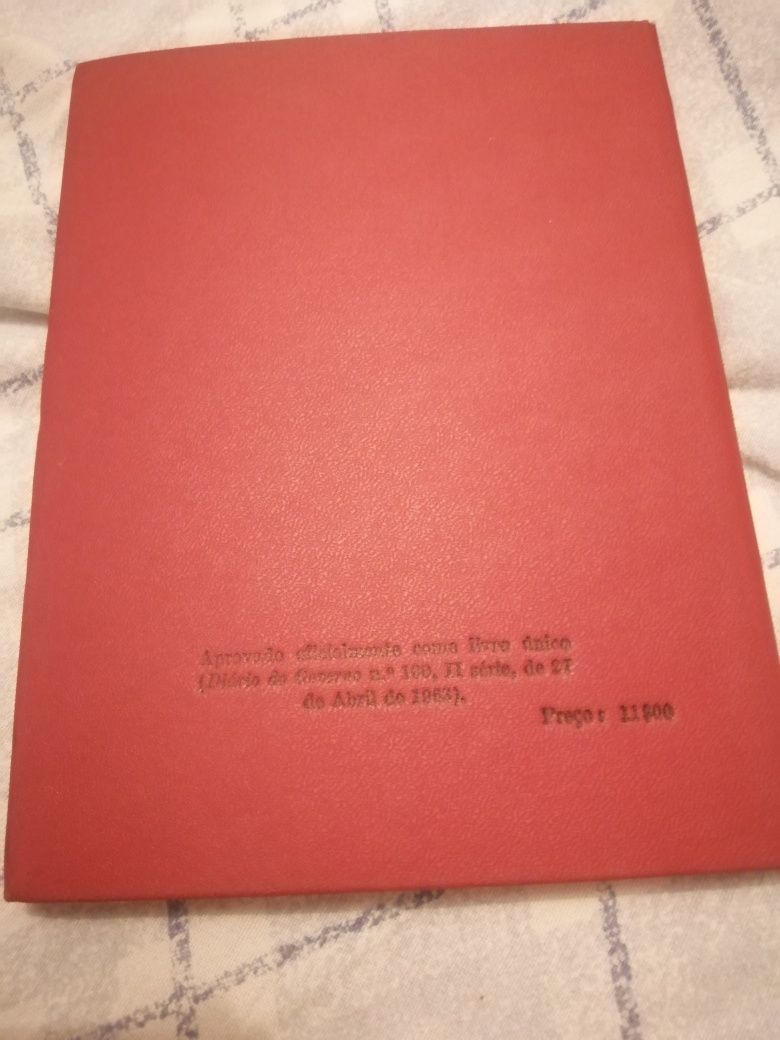 Aprovado oficialmente como livro único
(Diário do Governo n.º 100, II série, de 27
de Abril de 1963).
Preço: 11$00